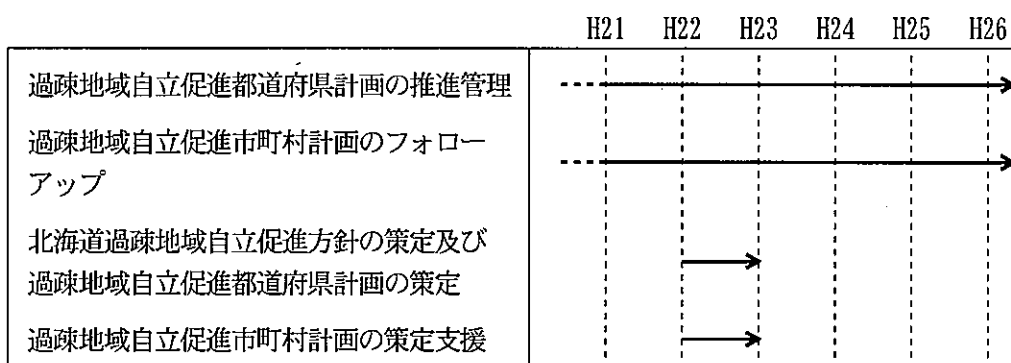 H21 H22 H23 H24 H25 H26
過疎地域自立促進都道府県計画の推進管理
過疎地域自立促進市町村計画のフォロー
アップ
北海道過疎地域自立促進方針の策定及び
過疎地域自立促進都道府県計画の策定
過疎地域自立促進市町村計画の策定支援